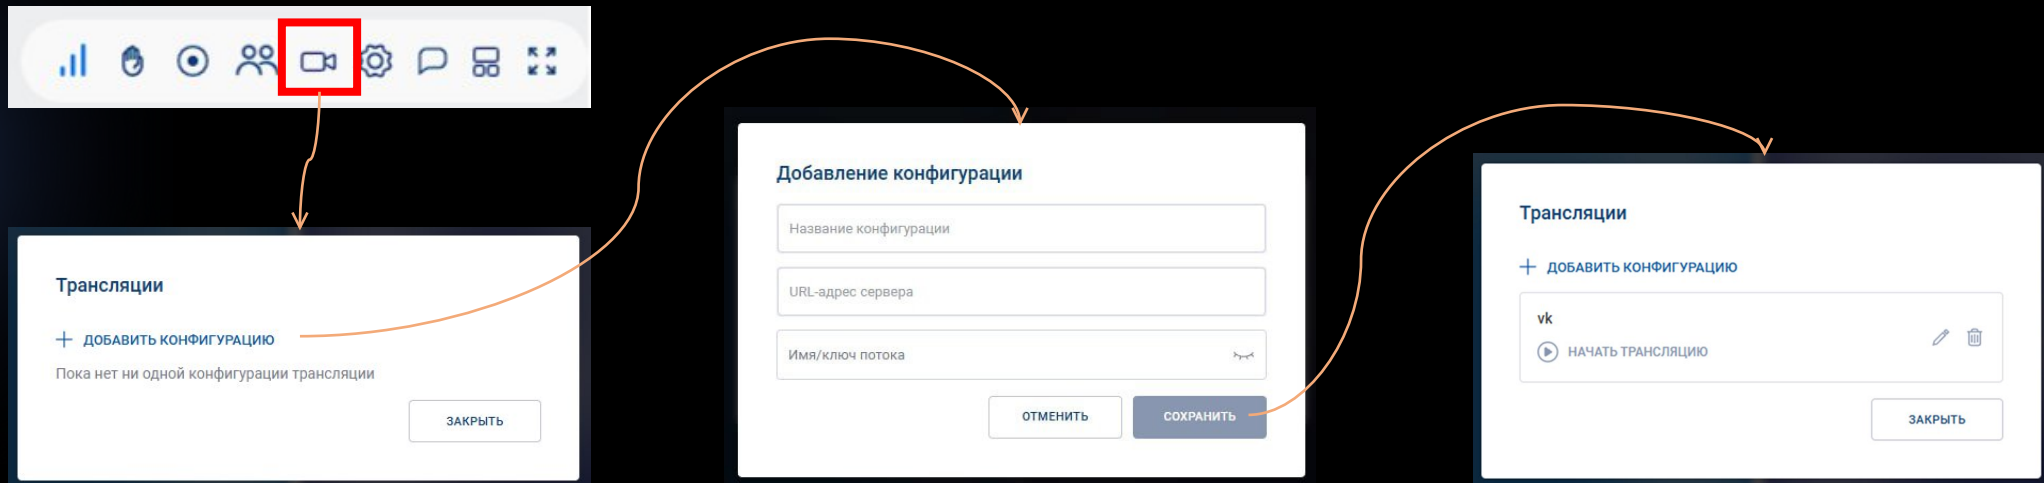 Трансляции
ДОБАВИТЬ КОНФИГУРАЦИЮ
Пока нет ни одной конфигурации трансляции
ЗАКРЫТЬ
Добавление конфигурации
Название конфигурации
URL-адрес сервера
Имя/ключ потока
ОТМЕНИТЬ СОХРАНИТЬ
Трансляции
ДОБАВИТЬ КОНФИГУРАЦИЮ
vk
НАЧАТЬ ТРАНСЛЯЦИЮ
ЗАКРЫТЬ